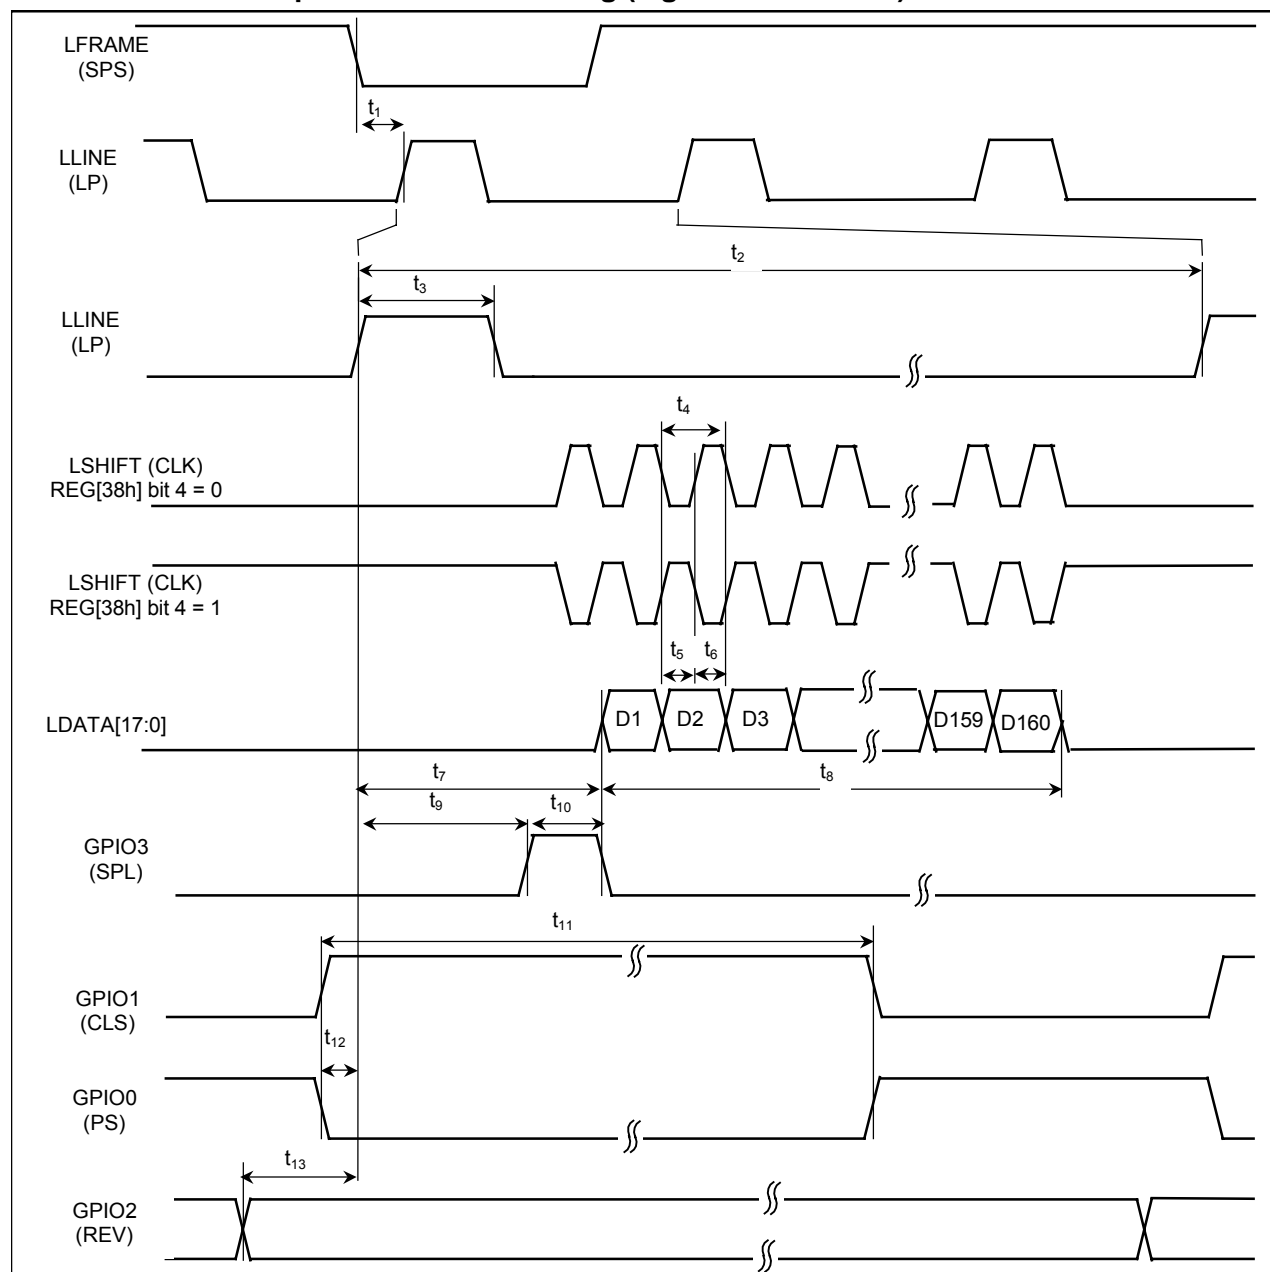 LFRAME
(SPS)
t1
LLINE
(LP)
t2
t3
LLINE
(LP)
t4
LSHIFT (CLK)
REG[38h] bit 4 = 0
LSHIFT (CLK)
REG[38h] bit 4 = 1
t5 t6
LDATA[17:0]
D1 D2 D3 D159 D160
t7 t8
t9 t10
GPIO3
(SPL)
t11
GPIO1
(CLS)
t12
GPIO0
(PS)
t13
GPIO2
(REV)